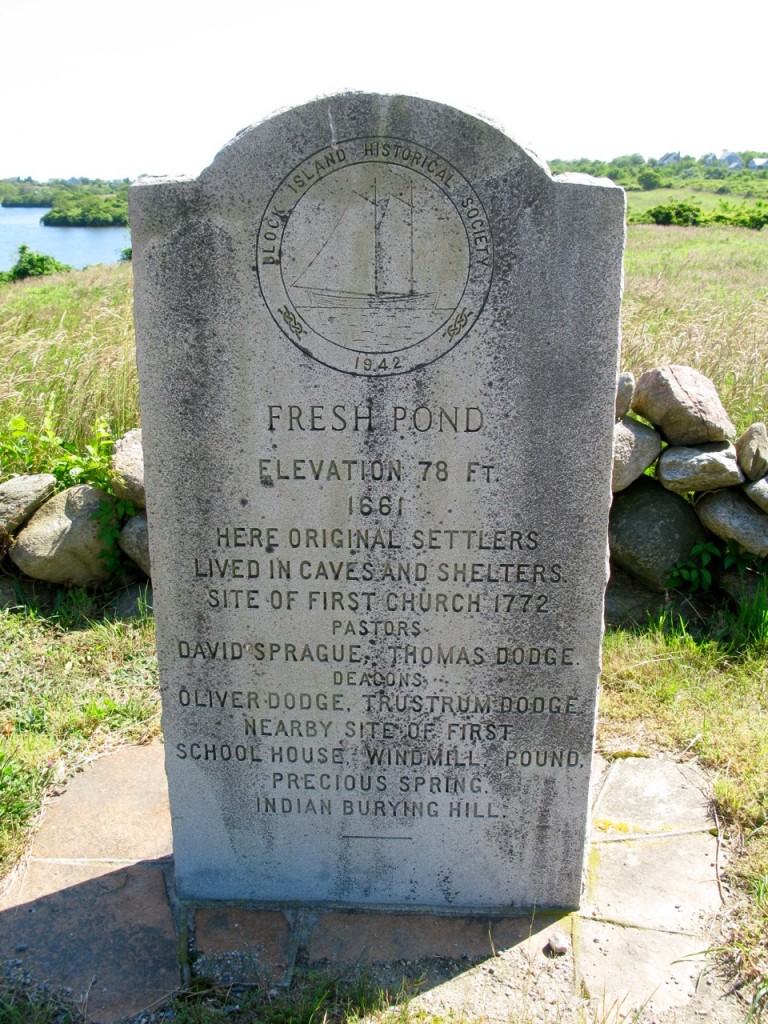 BLOCK ISLAND HISTORICAL SOCIETY
1942
FRESH POND
ELEVATION 78 FT.
1661
HERE ORIGINAL SETTLERS
LIVED IN CAVES AND SHELTERS.
SITE OF FIRST CHURCH 1772
PASTORS
DAVID SPRAGUE, THOMAS DODGE.
DEACONS
OLIVER DODGE, TRUSTRUM DODGE.
NEARBY SITE OF FIRST
SCHOOL HOUSE, WINDMILL, POUND,
PRECIOUS SPRING.
INDIAN BURYING HILL.